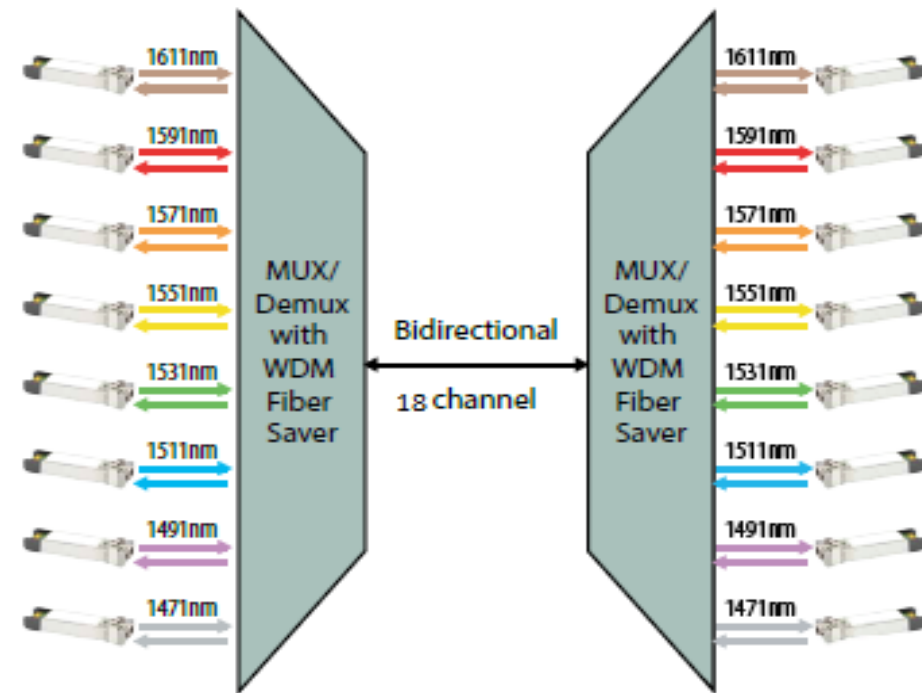 1611nm
1591nm
1571nm
1551nm
1531nm
1511nm
1491nm
1471nm
MUX/
Demux
with
WDM
Fiber
Saver
Bidirectional
18 channel
MUX/
Demux
with
WDM
Fiber
Saver
1611nm
1591nm
1571nm
1551nm
1531nm
1511nm
1491nm
1471nm